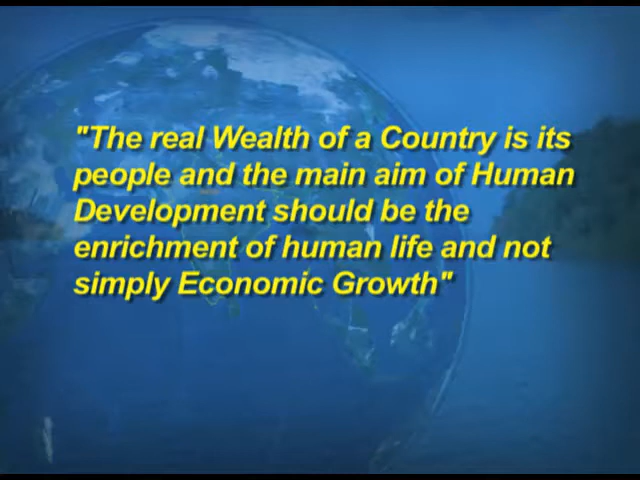 "The real Wealth of a Country is its
people and the main aim of Human
Development should be the
enrichment of human life and not
simply Economic Growth"